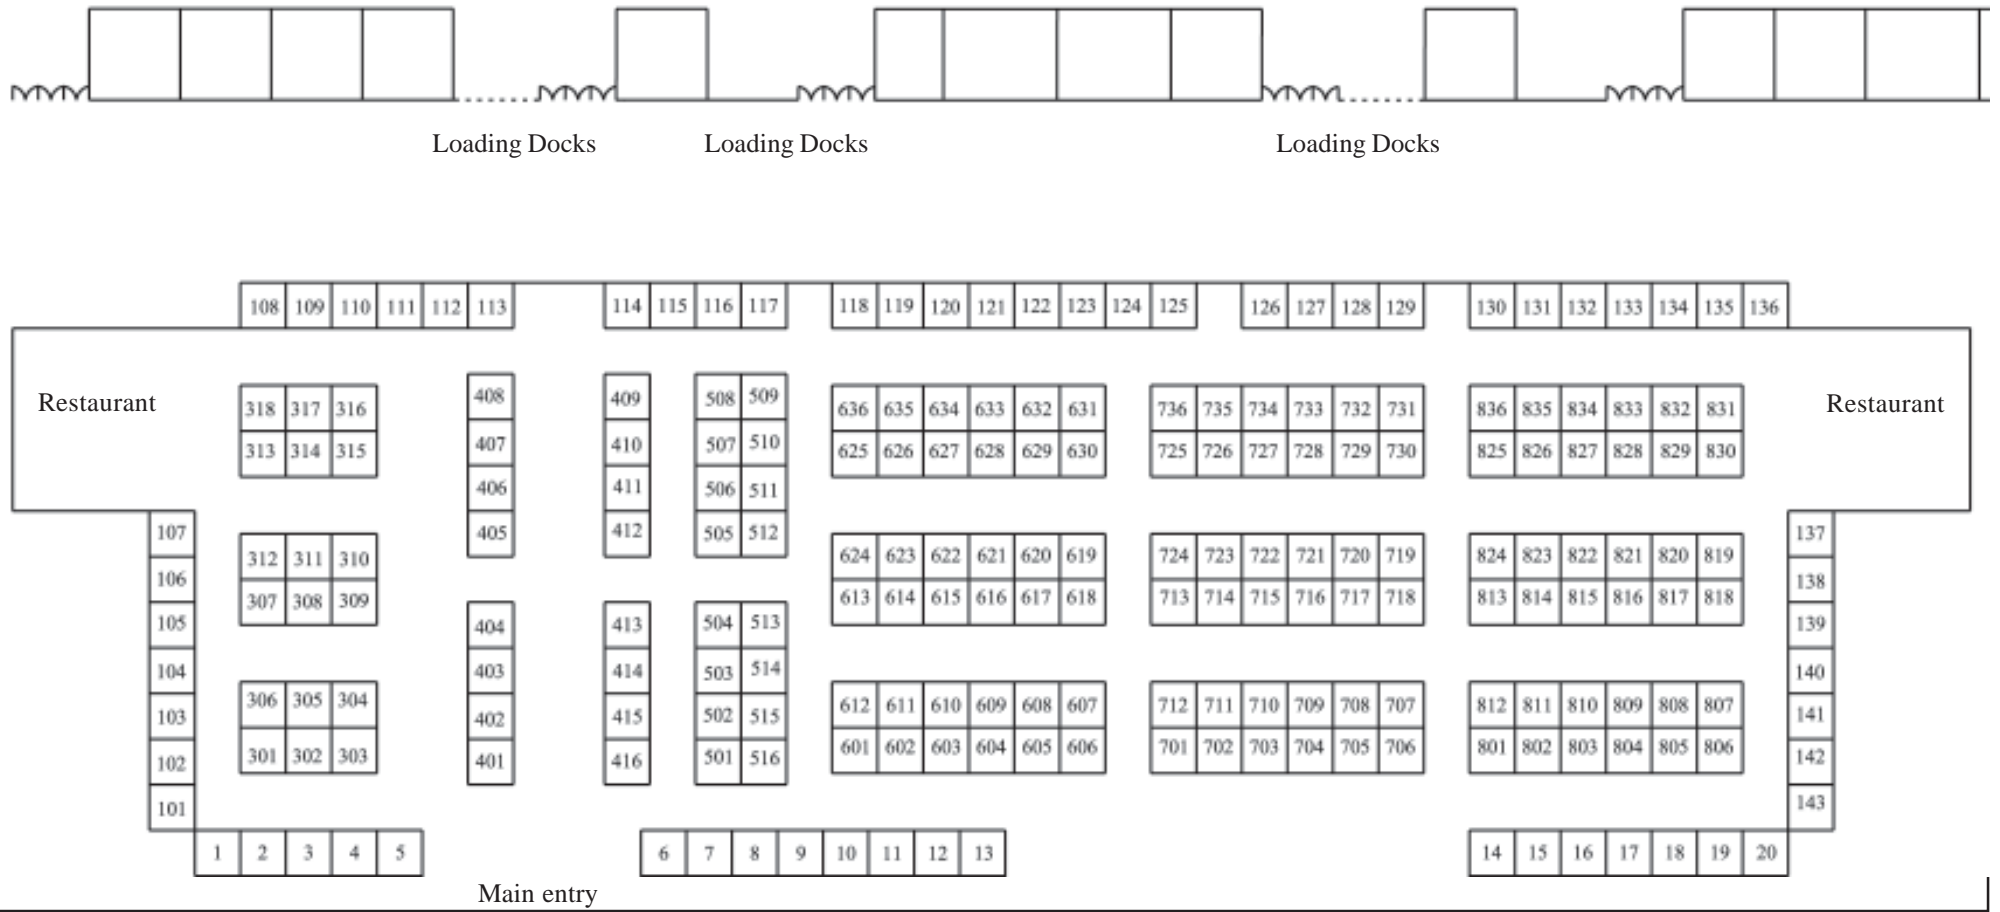 Loading Docks Loading Docks Loading Docks
108 109 110 111 112 113 114 115 116 117 118 119 120 121 122 123 124 125 126 127 128 129 130 131 132 133 134 135 136
Restaurant 318 317 316 408 409 508 509 636 635 634 633 632 631 736 735 734 733 732 731 836 835 834 833 832 831 Restaurant
313 314 315 407 410 507 510 625 626 627 628 629 630 725 726 727 728 729 730 825 826 827 828 829 830
406 411 506 511
107 405 412 505 512 137
312 311 310 624 623 622 621 620 619 724 723 722 721 720 719 824 823 822 821 820 819
106 138
307 308 309 613 614 615 616 617 618 713 714 715 716 717 718 813 814 815 816 817 818
105 404 413 504 513 139
104 403 414 503 514 140
306 305 304 612 611 610 609 608 607 712 711 710 709 708 707 812 811 810 809 808 807
103 402 415 502 515 141
301 302 303 601 602 603 604 605 606 701 702 703 704 705 706 801 802 803 804 805 806
102 401 416 501 516 142
101 143
1 2 3 4 5 6 7 8 9 10 11 12 13 14 15 16 17 18 19 20
Main entry